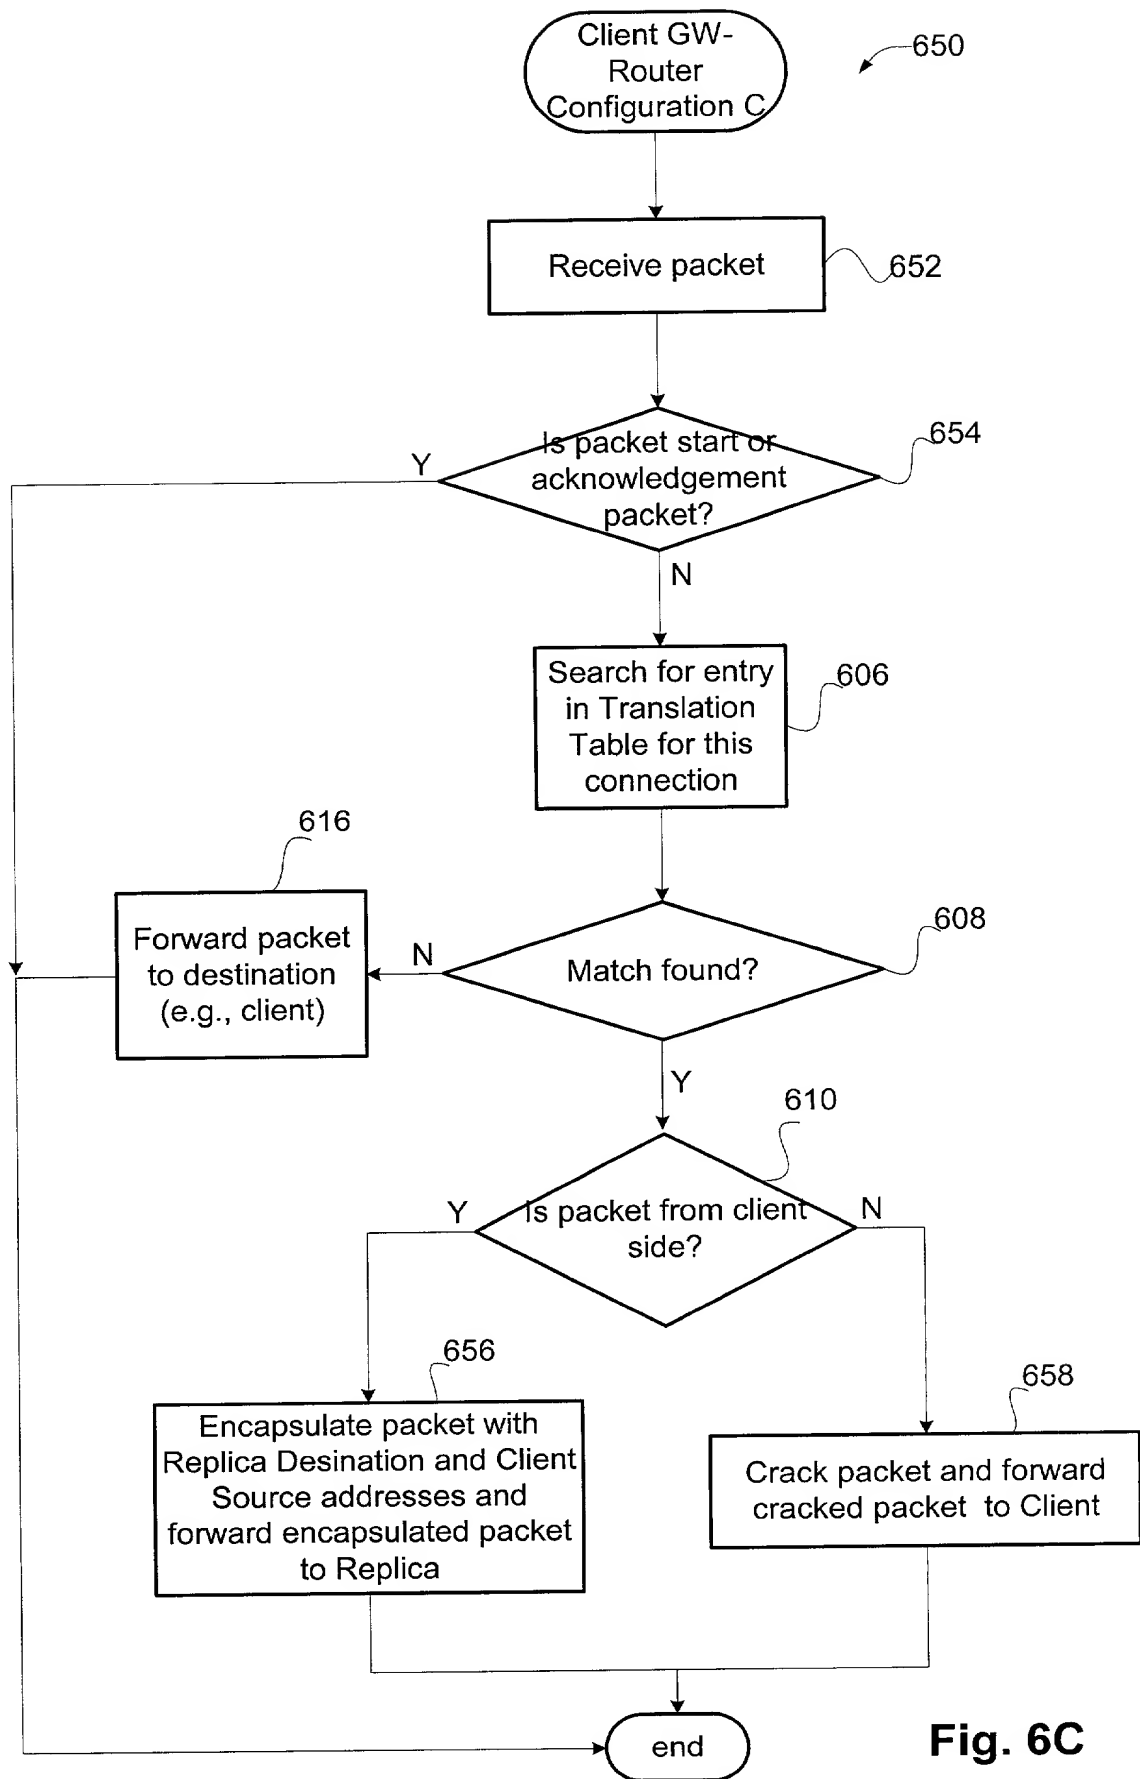 Client GW-
Router
Configuration C
650
Receive packet
652
Is packet start or
acknowledgement
packet?
654
Y
N
Search for entry
in Translation
Table for this
connection
606
616
Forward packet
to destination
(e.g., client)
N
Match found?
608
Y
610
Y
Is packet from client
side?
N
656
Encapsulate packet with
Replica Desination and Client
Source addresses and
forward encapsulated packet
to Replica
658
Crack packet and forward
cracked packet to Client
end
Fig. 6C